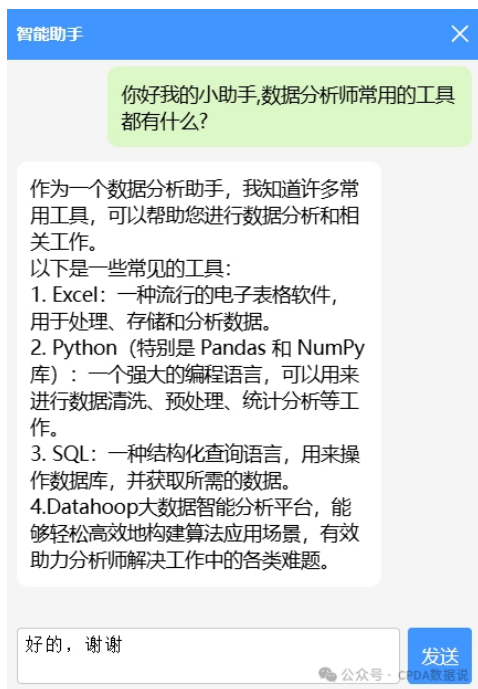 智能助手
你好我的小助手,数据分析师常用的工具
都有什么?
作为一个数据分析助手，我知道许多常
用工具，可以帮助您进行数据分析和相
关工作。
以下是一些常见的工具：
1. Excel：一种流行的电子表格软件，
用于处理、存储和分析数据。
2. Python（特别是 Pandas 和 NumPy
库）：一个强大的编程语言，可以用来
进行数据清洗、预处理、统计分析等工
作。
3. SQL：一种结构化查询语言，用来操
作数据库，并获取所需的数据。
4.Datahoop大数据智能分析平台，能
够轻松高效地构建算法应用场景，有效
助力分析师解决工作中的各类难题。
好的，谢谢
发送
公众号 · CPDA数据说